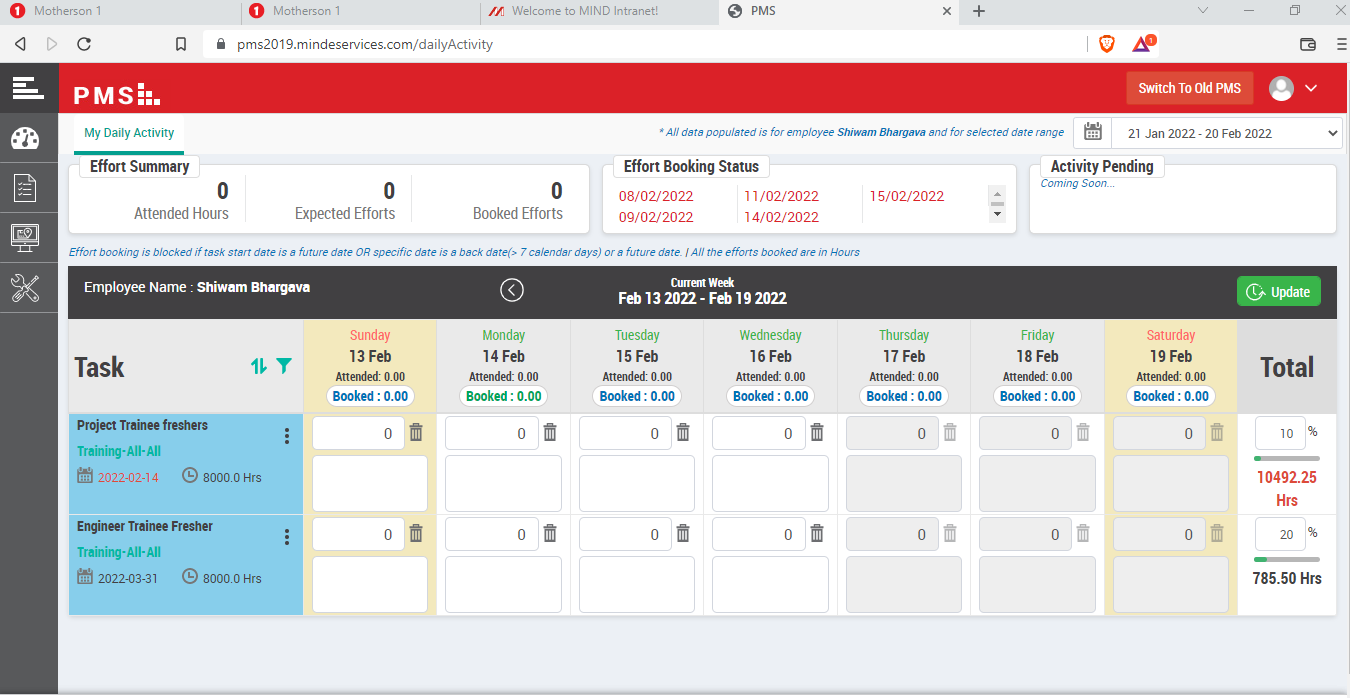 Motherson 1
Motherson 1
Welcome to MIND Intranet!
PMS
pms2019.mindeservices.com/dailyActivity
1
PMS
Switch To Old PMS
My Daily Activity
* All data populated is for employee Shiwam Bhargava and for selected date range
21 Jan 2022 - 20 Feb 2022
Effort Summary
0 0 0
Attended Hours Expected Efforts Booked Efforts
Effort Booking Status
08/02/2022 11/02/2022 15/02/2022
09/02/2022 14/02/2022
Activity Pending
Coming Soon...
Effort booking is blocked if task start date is a future date OR specific date is a back date(> 7 calendar days) or a future date. | All the efforts booked are in Hours
Employee Name : Shiwam Bhargava
Current Week
Feb 13 2022 - Feb 19 2022
Update
Task
Sunday Monday Tuesday Wednesday Thursday Friday Saturday
13 Feb 14 Feb 15 Feb 16 Feb 17 Feb 18 Feb 19 Feb
Attended: 0.00 Attended: 0.00 Attended: 0.00 Attended: 0.00 Attended: 0.00 Attended: 0.00 Attended: 0.00
Booked : 0.00 Booked : 0.00 Booked : 0.00 Booked : 0.00 Booked : 0.00 Booked : 0.00 Booked : 0.00
Total
Project Trainee freshers
Training-All-All
2022-02-14 8000.0 Hrs
0 0 0 0 0 0 0
10 %
10492.25
Hrs
Engineer Trainee Fresher
Training-All-All
2022-03-31 8000.0 Hrs
0 0 0 0 0 0 0
20 %
785.50 Hrs